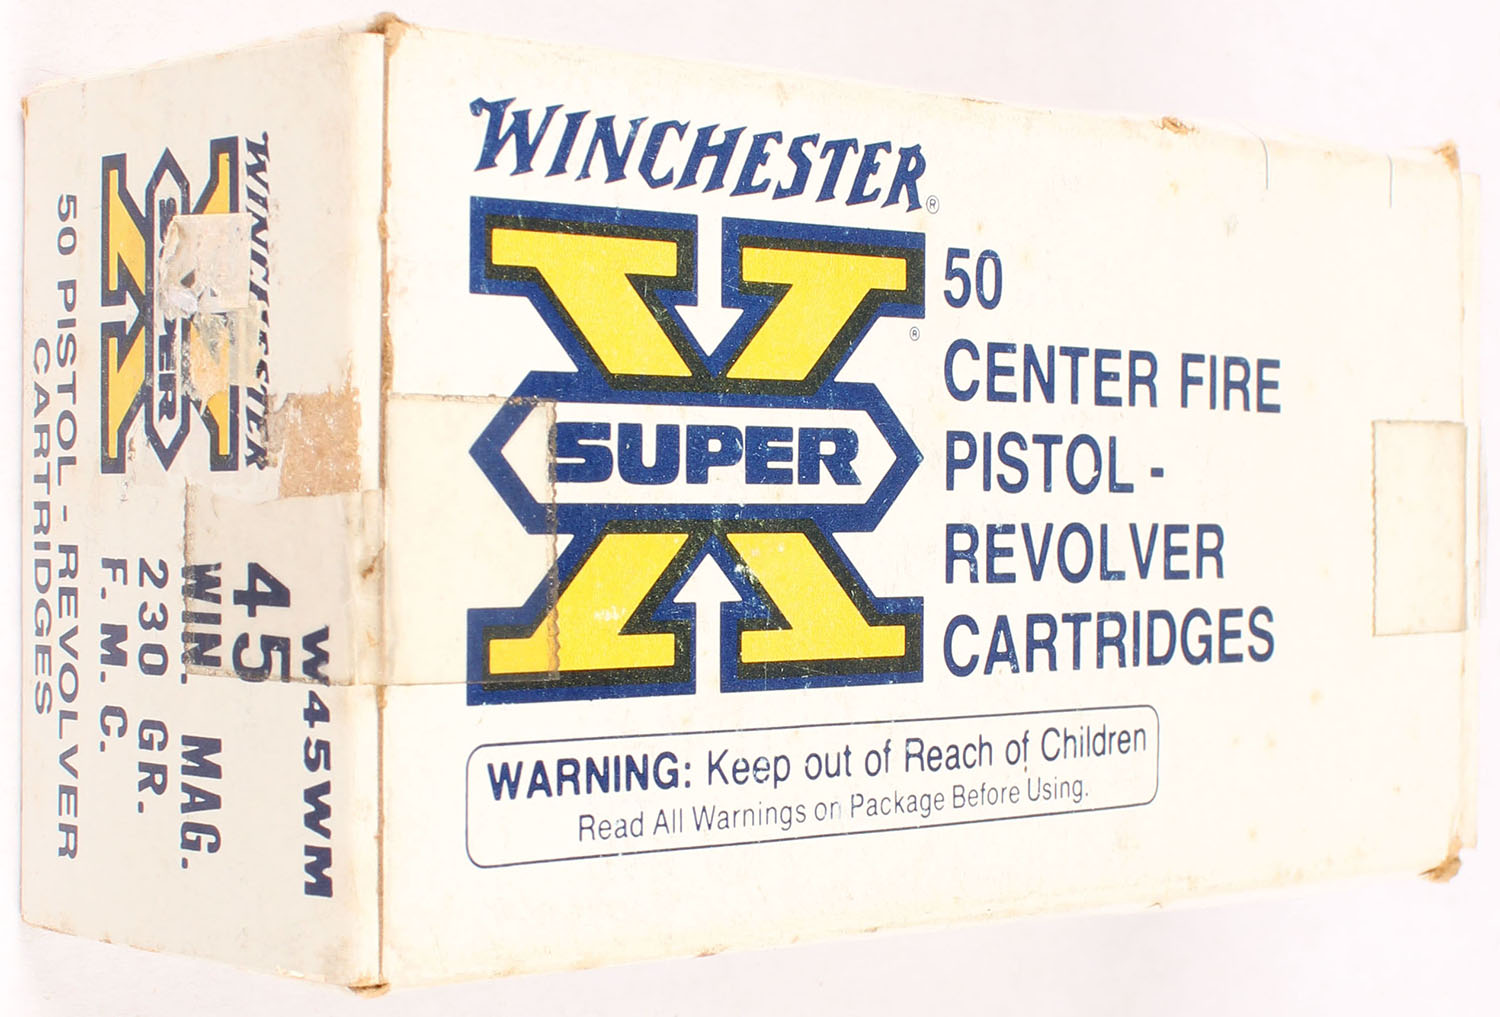 WINCHESTER®
X
SUPER
®
50
CENTER FIRE
PISTOL -
REVOLVER
CARTRIDGES
WARNING: Keep out of Reach of Children
Read All Warnings on Package Before Using.
WINCHESTER
X
SUPER
W45WM
45
WIN. MAG.
230 GR.
F.M.C.
50 PISTOL - REVOLVER
CARTRIDGES